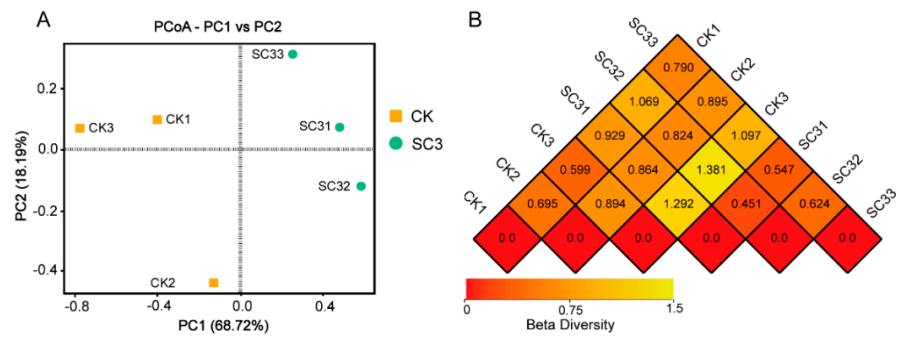 A
PCoA - PC1 vs PC2
PC2 (18.19%)
0.2
0.0
-0.2
-0.4
-0.8
-0.4
0.0
0.4
PC1 (68.72%)
SC33
CK3
CK1
SC31
SC32
CK2
CK
SC3
B
SC33
CK1
SC32
0.790
CK2
SC31
1.069
0.895
CK3
CK3
0.929
0.824
1.097
SC31
CK2
0.599
0.864
1.381
0.547
SC32
CK1
0.695
0.894
1.292
0.451
0.624
SC33
0.0
0.0
0.0
0.0
0.0
0.0
0
0.75
1.5
Beta Diversity